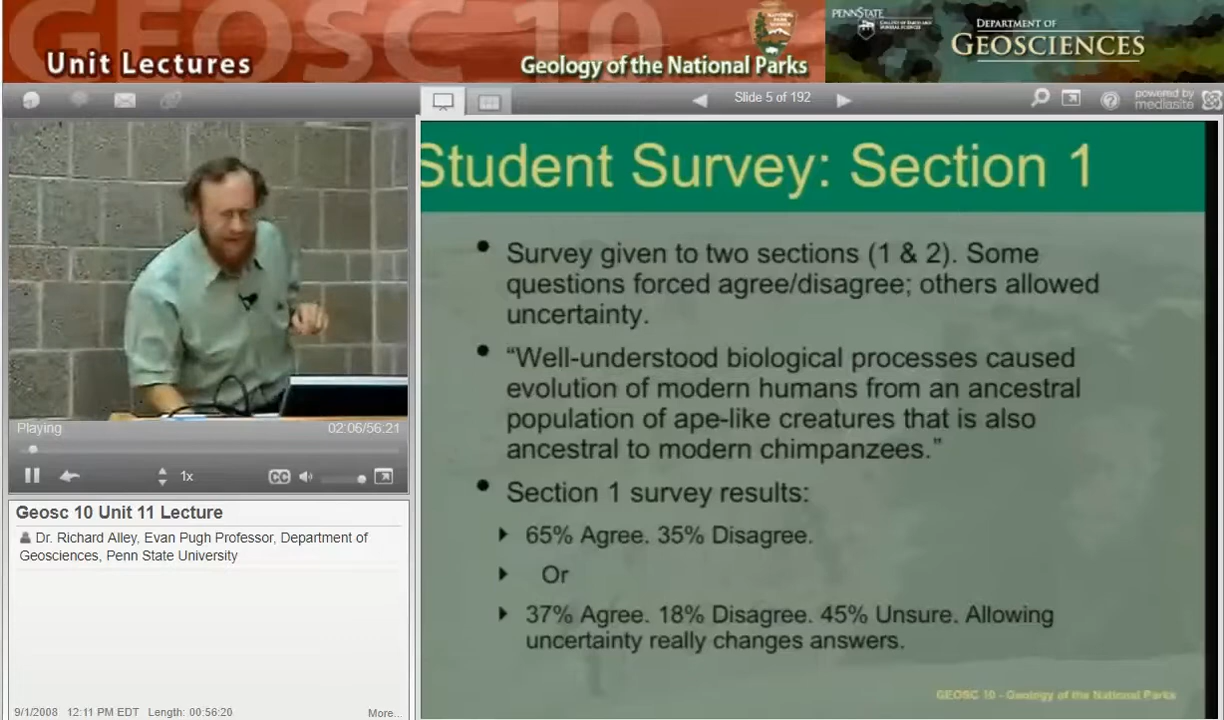 GEOSC 10
Unit Lectures
Geology of the National Parks
PENNSTATE
DEPARTMENT OF
GEOSCIENCES
Slide 5 of 192
powered by
mediasite
Student Survey: Section 1
• Survey given to two sections (1 & 2). Some
questions forced agree/disagree; others allowed
uncertainty.
• “Well-understood biological processes caused
evolution of modern humans from an ancestral
population of ape-like creatures that is also
ancestral to modern chimpanzees.”
• Section 1 survey results:
65% Agree. 35% Disagree.
Or
37% Agree. 18% Disagree. 45% Unsure. Allowing
uncertainty really changes answers.
GEOSC 10 - Geology of the National Parks
Playing
02:06/56:21
1x
CC
Geosc 10 Unit 11 Lecture
Dr. Richard Alley, Evan Pugh Professor, Department of
Geosciences, Penn State University
9/1/2008 12:11 PM EDT Length: 00:56:20
More...